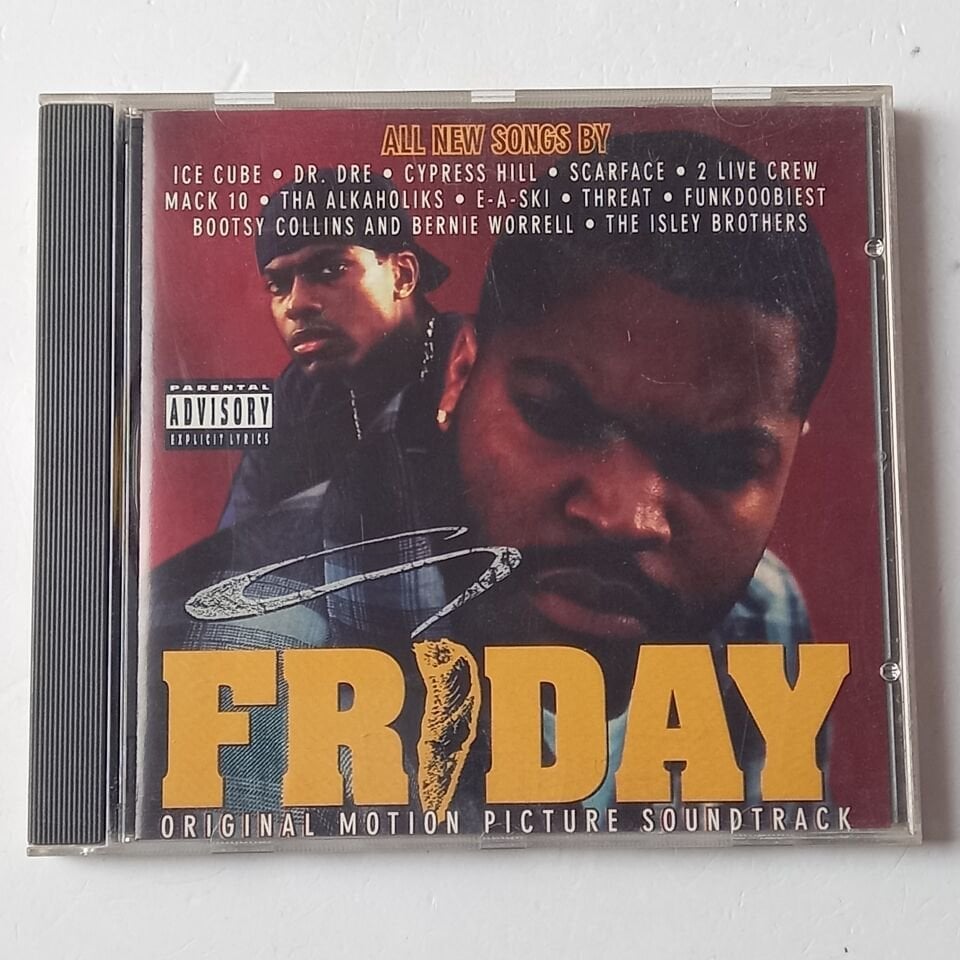 ALL NEW SONGS BY
ICE CUBE • DR. DRE • CYPRESS HILL • SCARFACE • 2 LIVE CREW
MACK 10 • THA ALKAHOLIKS • E-A-SKI • THREAT • FUNKDOOBIEST
BOOTSY COLLINS AND BERNIE WORRELL • THE ISLEY BROTHERS
PARENTAL
ADVISORY
EXPLICIT LYRICS
FRIDAY
ORIGINAL MOTION PICTURE SOUNDTRACK